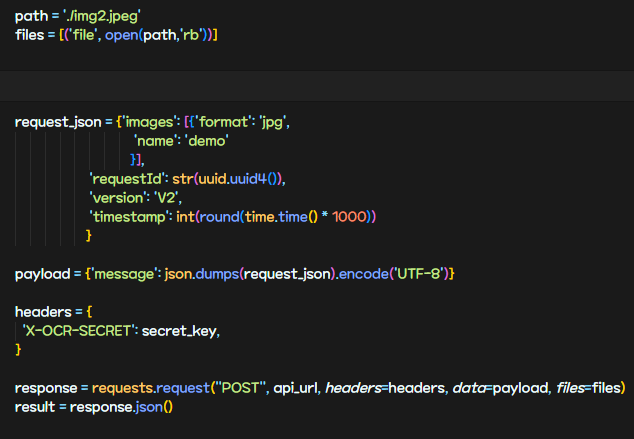 path = './img2.jpeg'
files = [('file', open(path,'rb'))]
request_json = {'images': [{'format': 'jpg',
'name': 'demo'
}],
'requestId': str(uuid.uuid4()),
'version': 'V2',
'timestamp': int(round(time.time() * 1000))
}
payload = {'message': json.dumps(request_json).encode('UTF-8')}
headers = {
'X-OCR-SECRET': secret_key,
}
response = requests.request("POST", api_url, headers=headers, data=payload, files=files)
result = response.json()